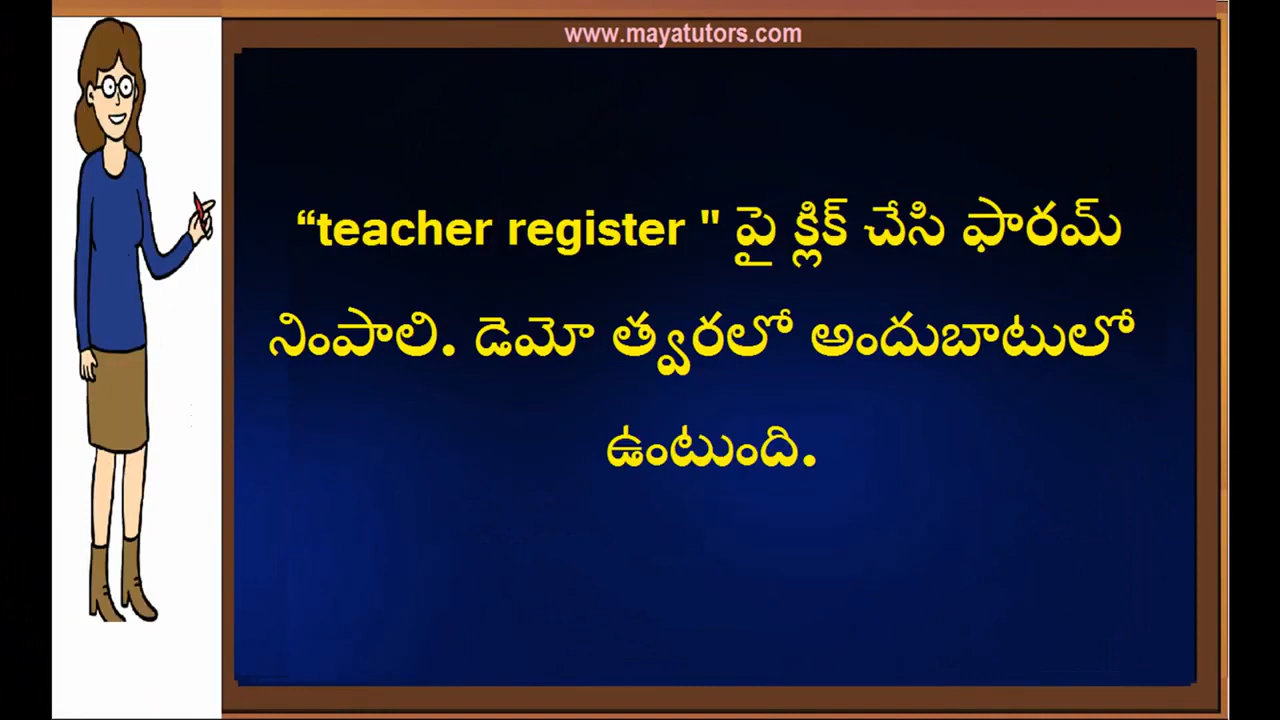 www.mayatutors.com
“teacher register " పై క్లిక్ చేసి ఫారమ్
నింపాలి. డెమో త్వరలో అందుబాటులో
ఉంటుంది.